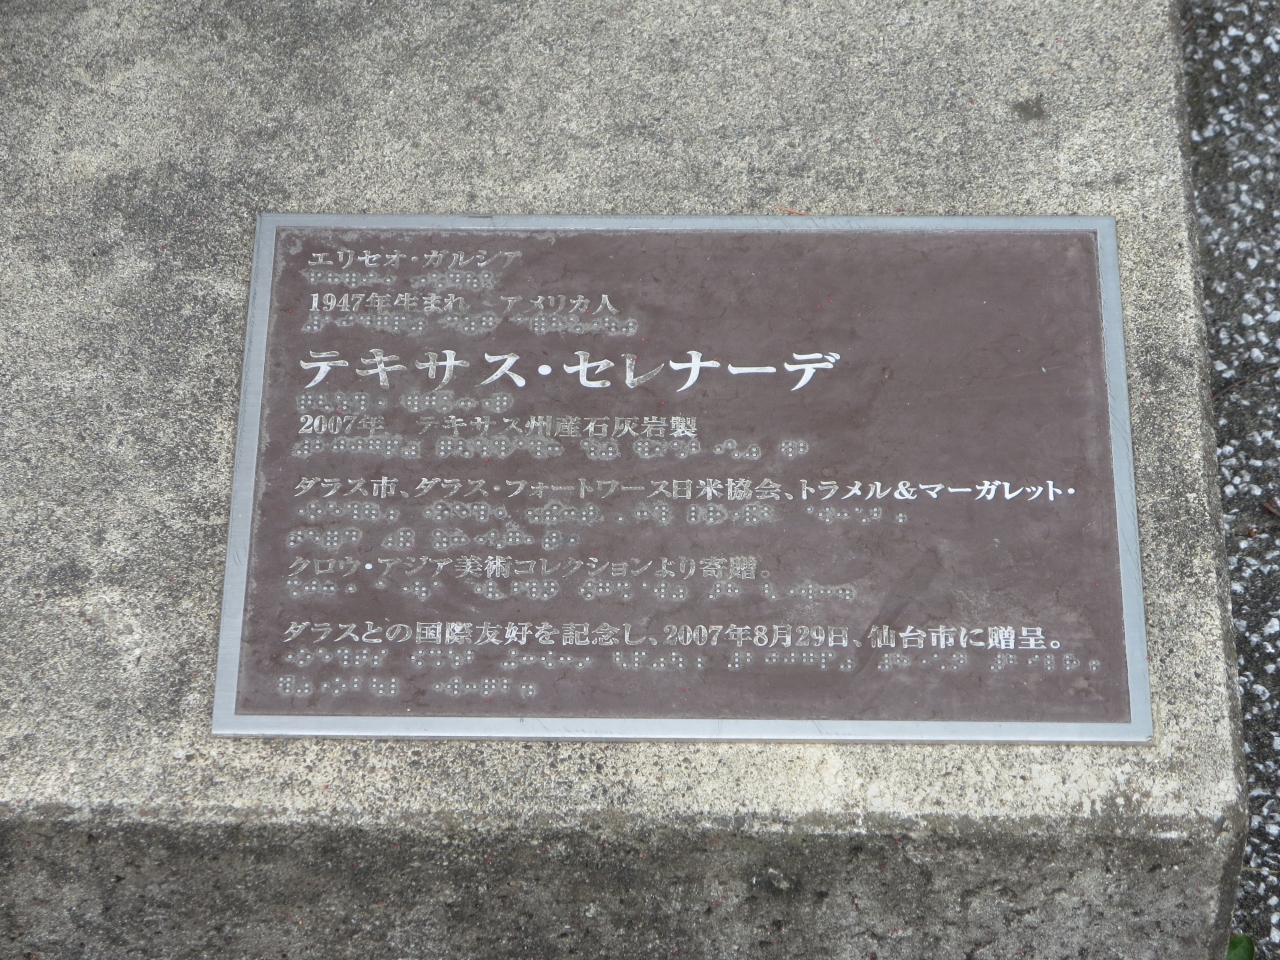 エリセオ・ガルシア
1947年生まれ　アメリカ人
テキサス・セレナーデ
2007年　テキサス州産石灰岩製
ダラス市、ダラス・フォートワース日米協会、トラメル&マーガレット・
クロウ・アジア美術コレクションより寄贈。
ダラスとの国際友好を記念し、2007年8月29日、仙台市に贈呈。